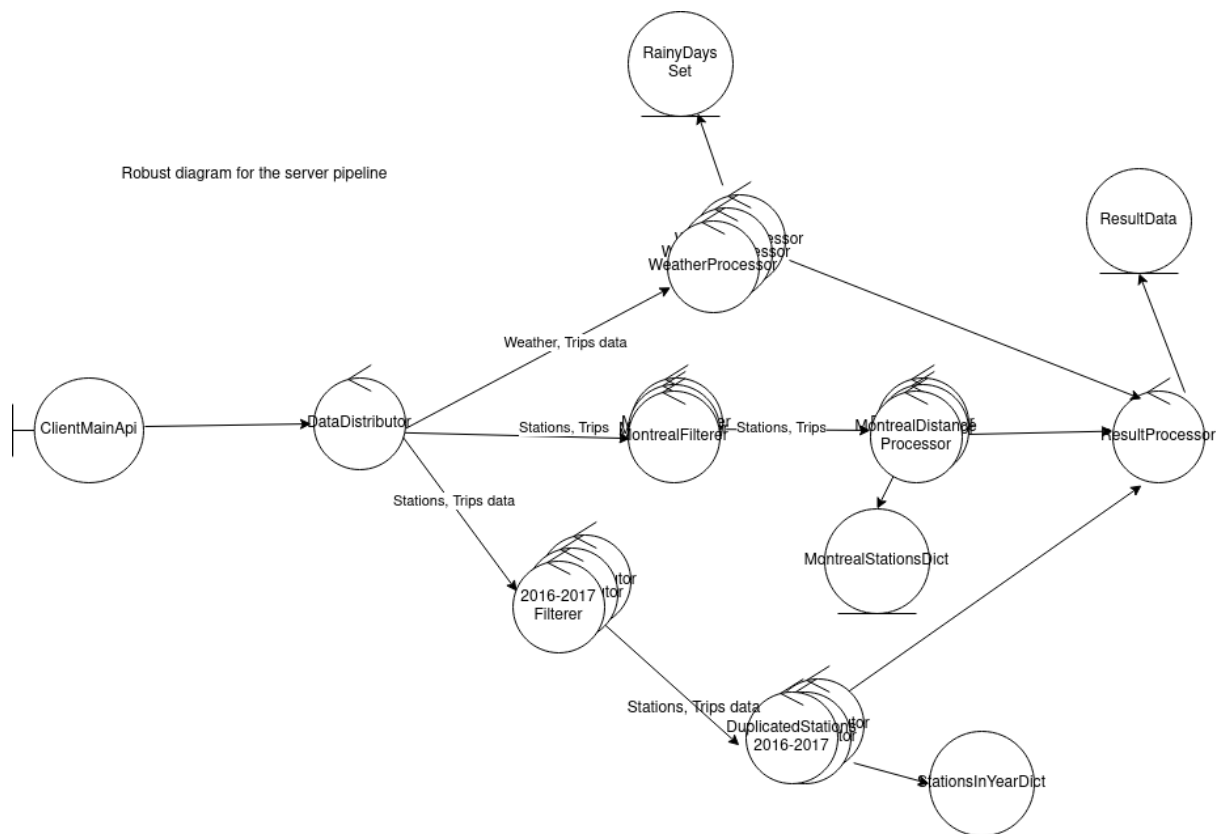 RainyDays
Set
Robust diagram for the server pipeline
ResultData
WeatherProcessor
Weather, Trips data
ClientMainApi
DataDistributor
Stations, Trips
MontrealFilterer
Stations, Trips
MontrealDistance
Processor
ResultProcessor
Stations, Trips data
MontrealStationsDict
2016-2017
Filterer
Stations, Trips data
DuplicatedStations
2016-2017
StationsInYearDict